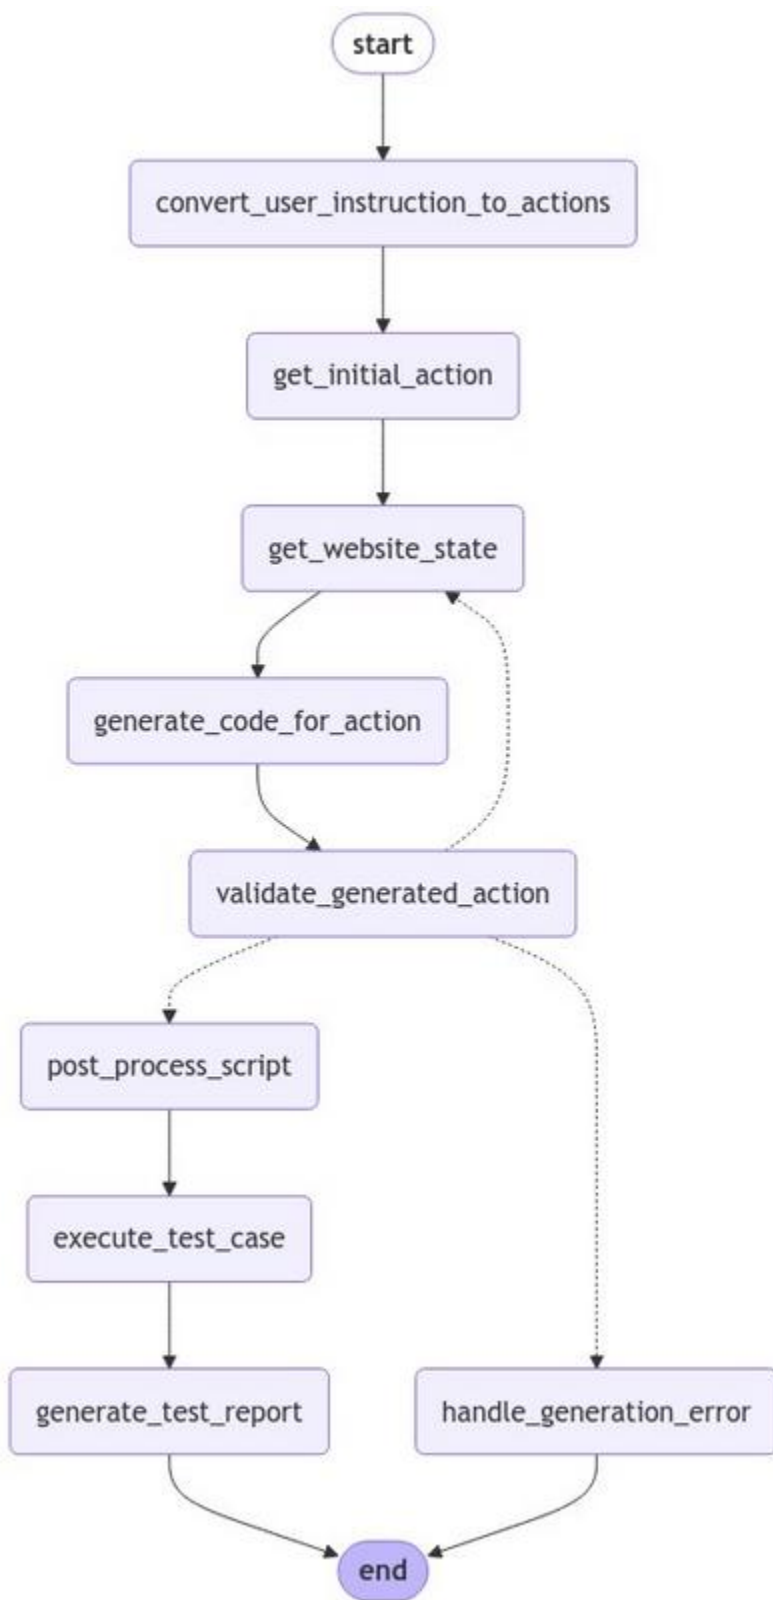 start
convert_user_instruction_to_actions
get_initial_action
get_website_state
generate_code_for_action
validate_generated_action
post_process_script
execute_test_case
generate_test_report
handle_generation_error
end